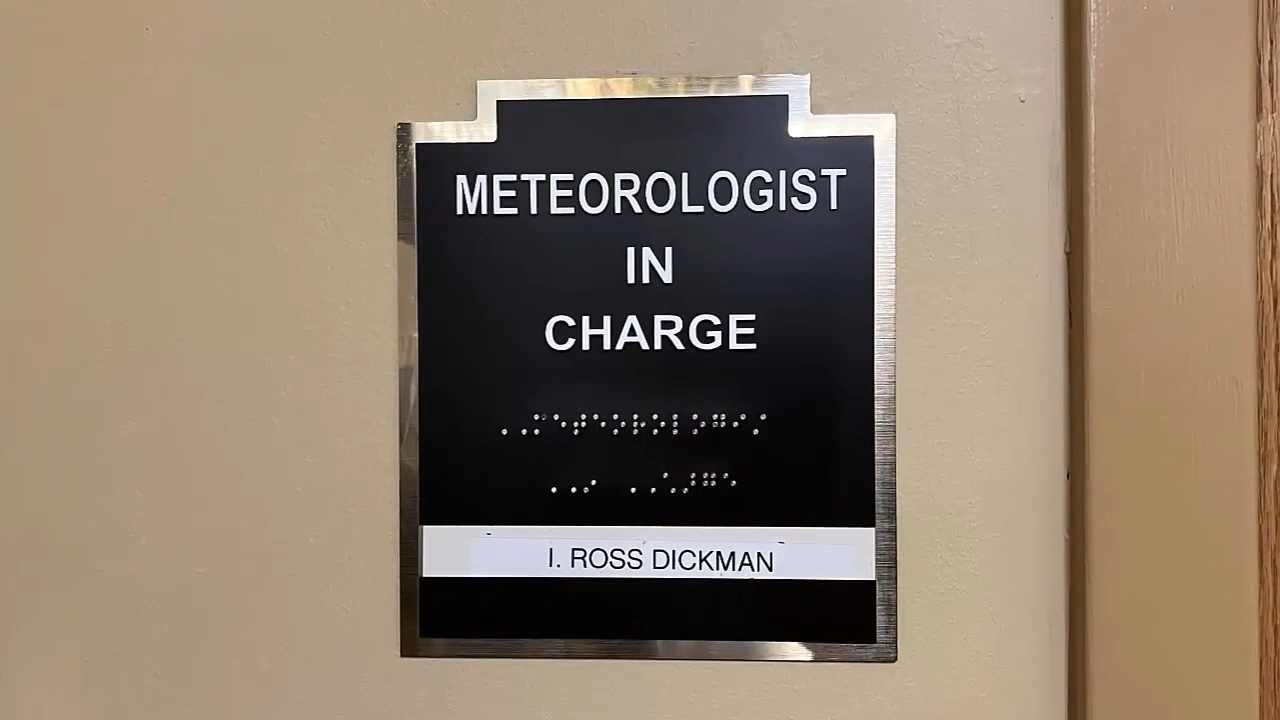 METEOROLOGIST
IN
CHARGE
⠠⠠⠍⠑⠞⠑⠕⠗⠕⠇⠕⠛⠊⠌
⠠⠠⠔ ⠠⠠⠡⠜⠛⠑
I. ROSS DICKMAN